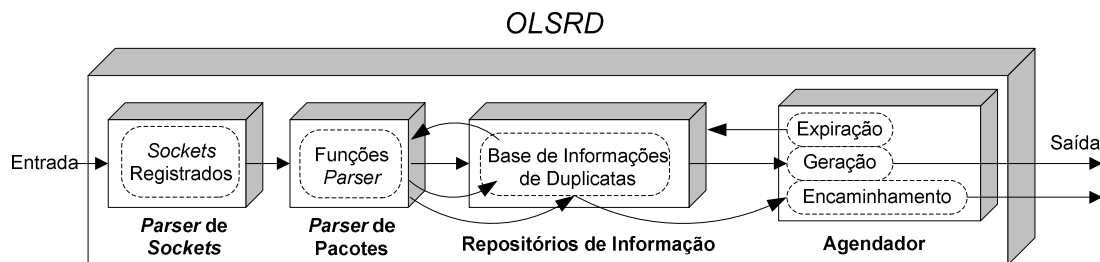 OLSRD
Entrada
Sockets
Registrados
Parser de
Sockets
Funções
Parser
Parser de
Pacotes
Base de Informações
de Duplicatas
Repositórios de Informação
Expiração
Geração
Encaminhamento
Agendador
Saída